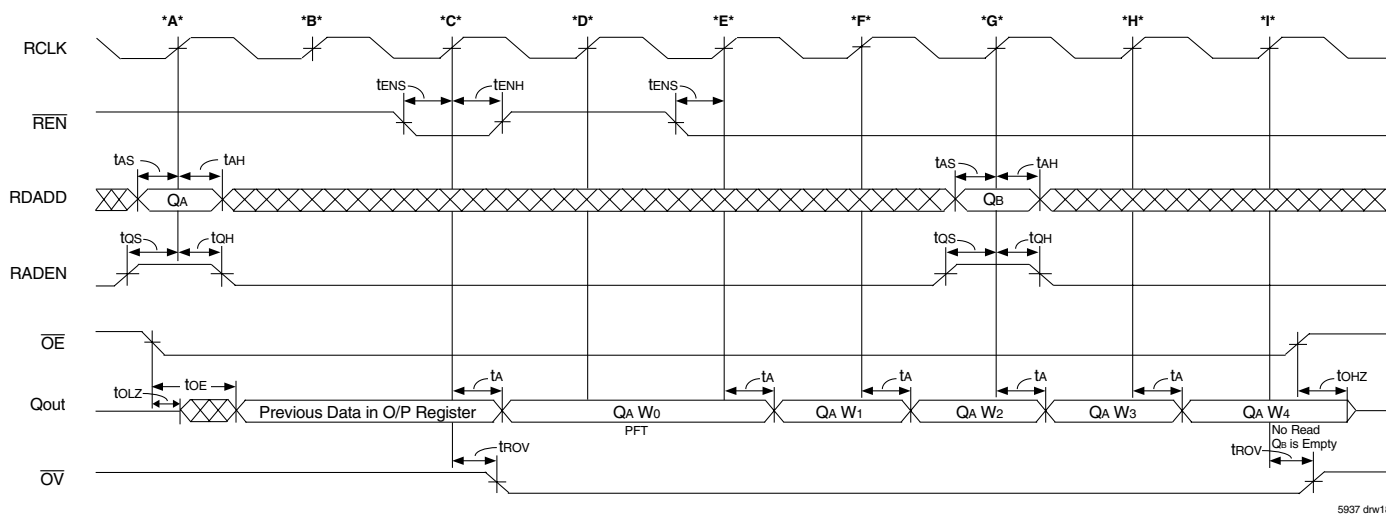 *A* *B* *C* *D* *E* *F* *G* *H* *I*
RCLK
tENS tENH tENS
REN
tAS tAH tAS tAH
RDADD QA QB
tQS tQH tQS tQH
RADEN
OE
tOLZ tOE tA tA tA tA tA tOHZ
Qout Previous Data in O/P Register QA W0 QA W1 QA W2 QA W3 QA W4
PFT No Read
QB is Empty
tROV tROV
OV
5937 drw18